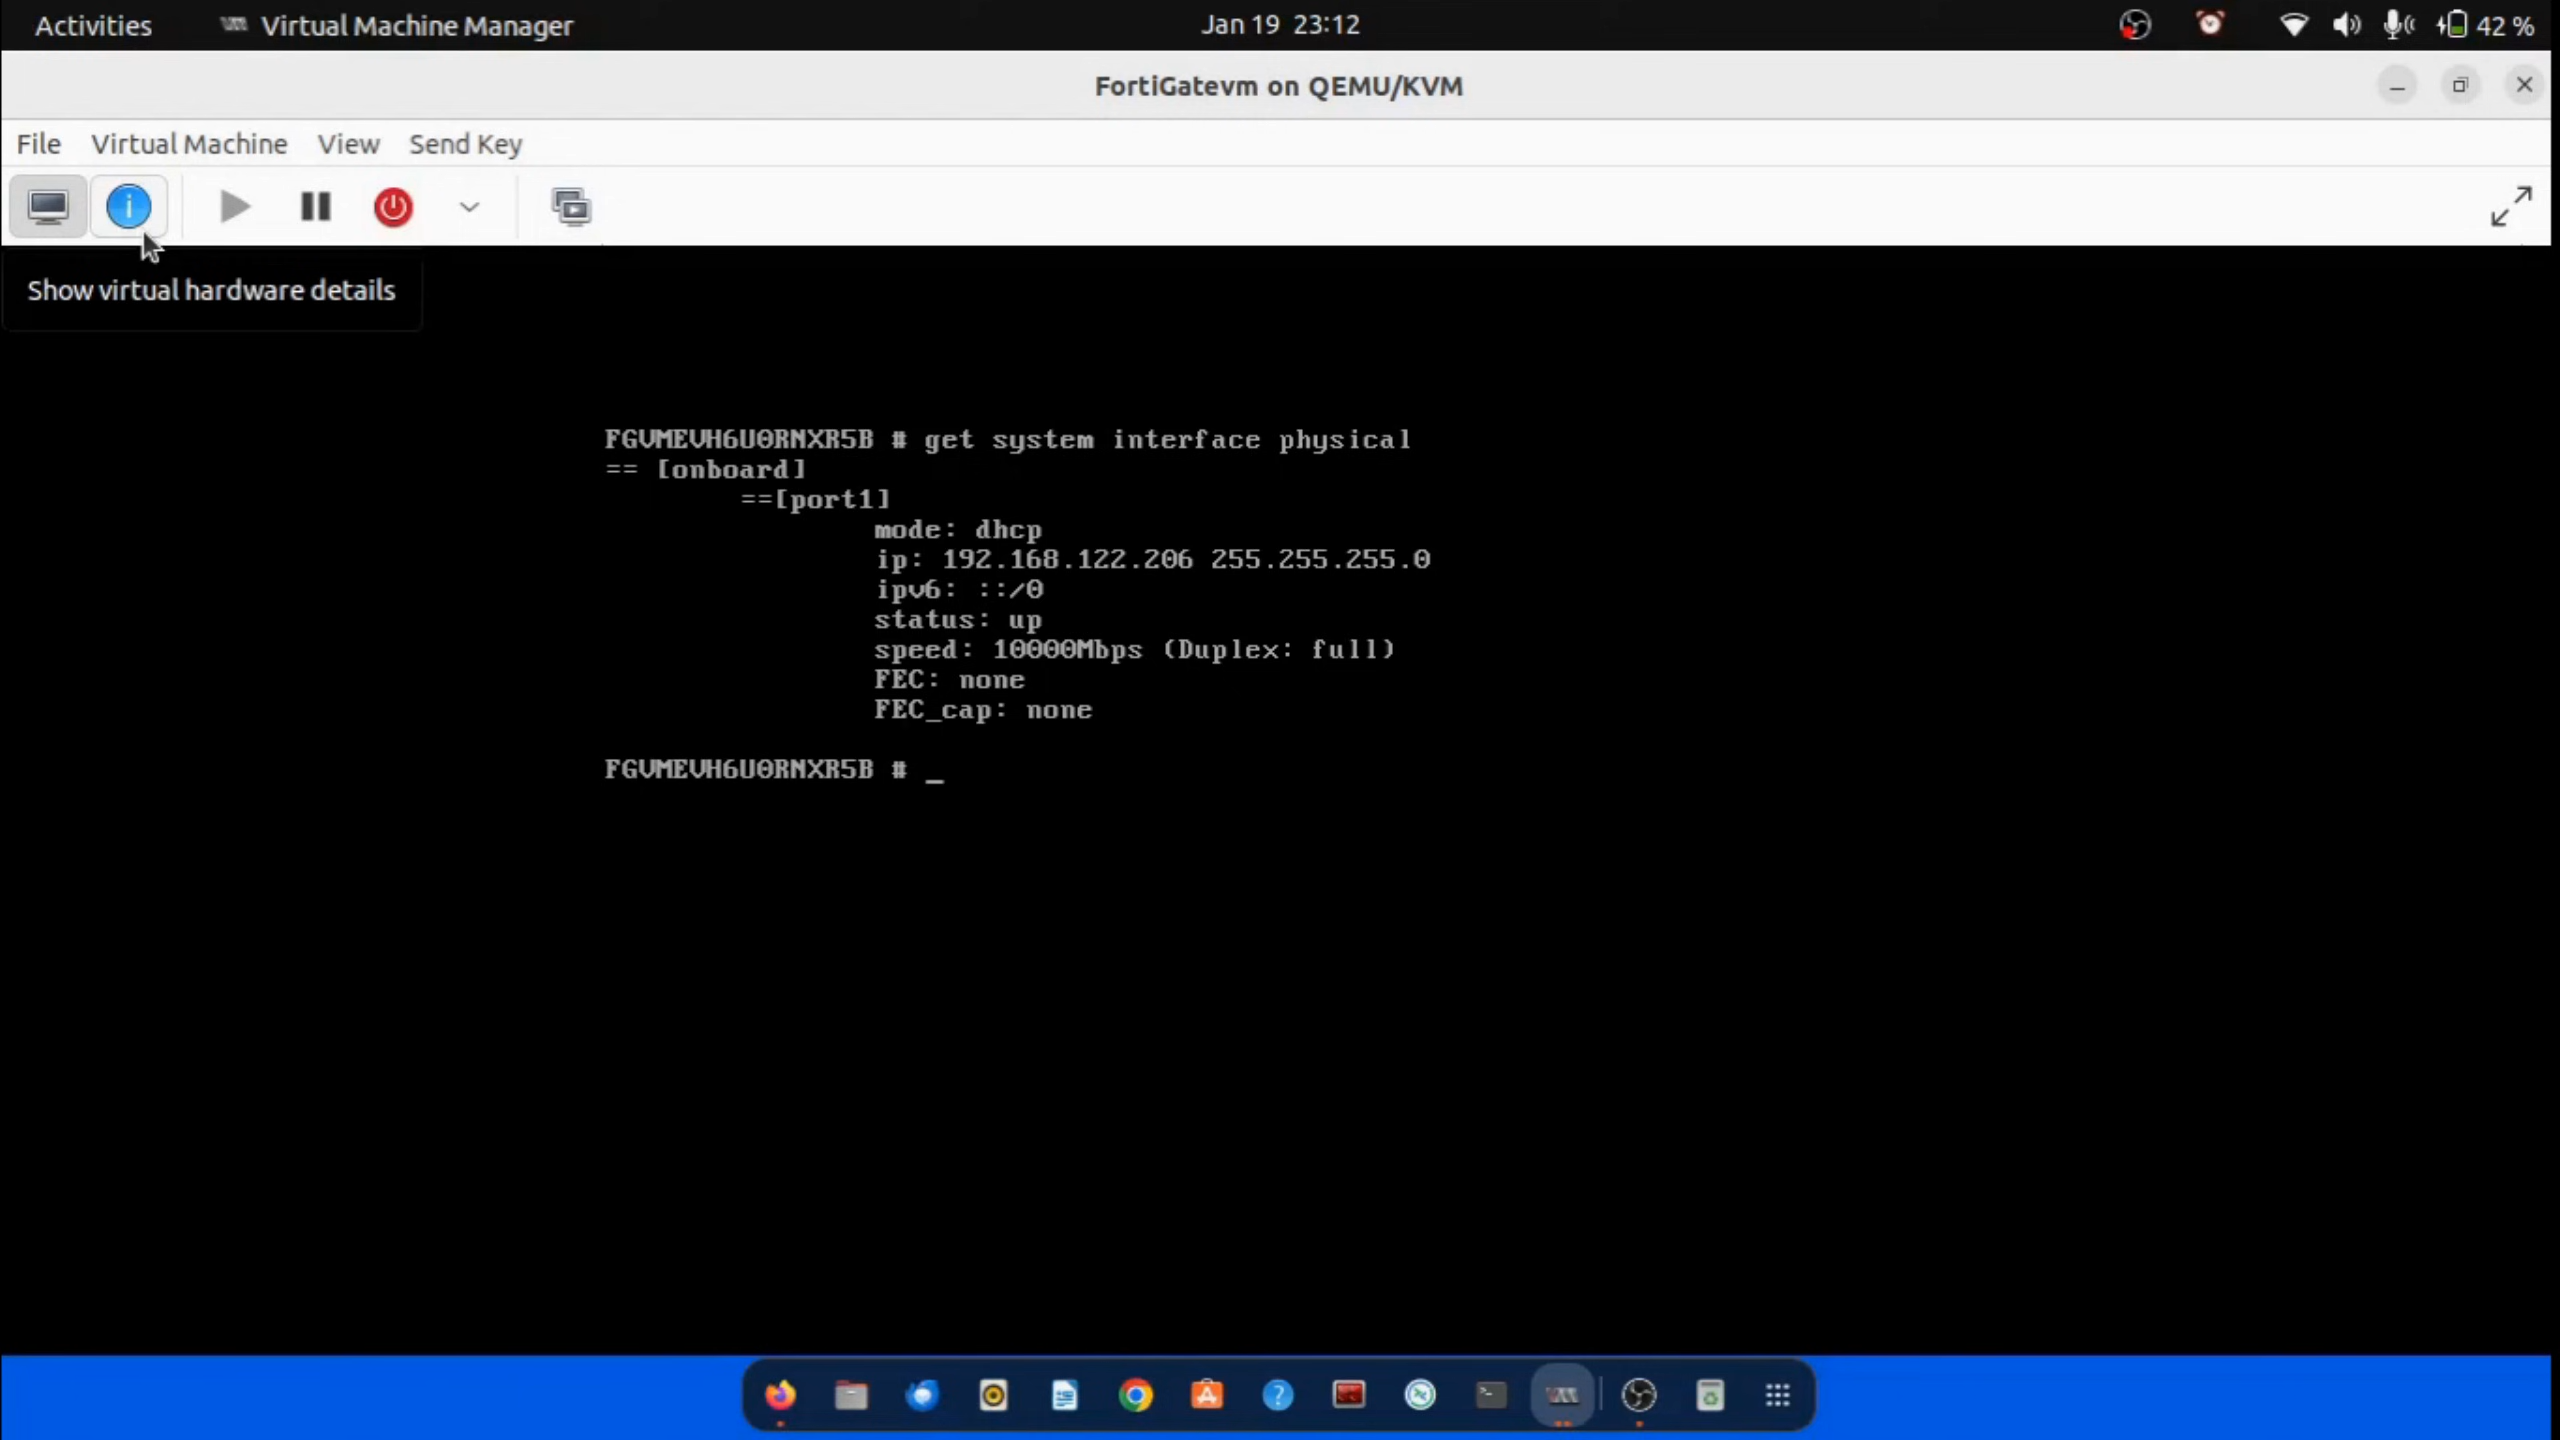 Activities Virtual Machine Manager Jan 19 23:12 42 %
FortiGatevm on QEMU/KVM
File Virtual Machine View Send Key
Show virtual hardware details
FGVMEVH6U0RNXR5B # get system interface physical
== [onboard]
==[port1]
mode: dhcp
ip: 192.168.122.206 255.255.255.0
ipv6: ::/0
status: up
speed: 10000Mbps (Duplex: full)
FEC: none
FEC_cap: none
FGVMEVH6U0RNXR5B # _